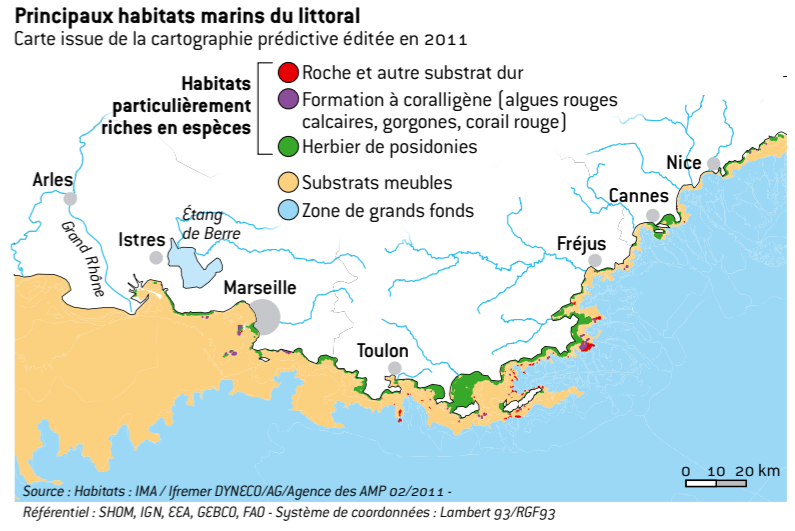 Principaux habitats marins du littoral
Carte issue de la cartographie prédictive éditée en 2011
Habitats
particulièrement
riches en espèces
Roche et autre substrat dur
Formation à coralligène (algues rouges
calcaires, gorgones, corail rouge)
Herbier de posidonies
Substrats meubles
Zone de grands fonds
Nice
Cannes
Arles
Étang
de Berre
Istres
Grand Rhône
Fréjus
Marseille
Toulon
0 10 20 km
Source : Habitats : IMA / Ifremer DYNECO/AG/Agence des AMP 02/2011 -
Référentiel : SHOM, IGN, EEA, GEBCO, FAO - Système de coordonnées : Lambert 93/RGF93